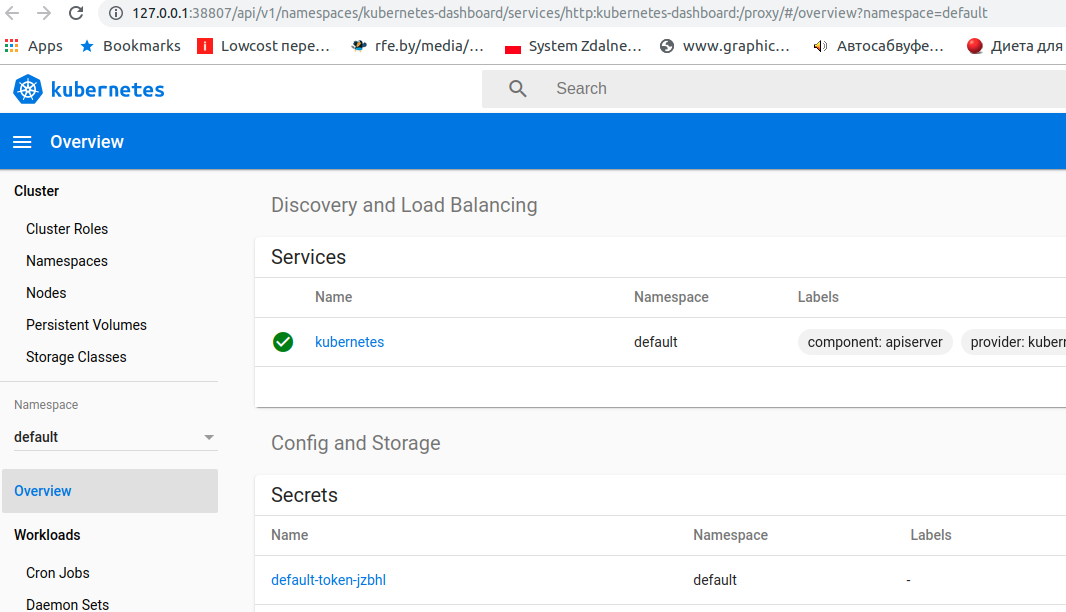 127.0.0.1:38807/api/v1/namespaces/kubernetes-dashboard/services/http:kubernetes-dashboard:/proxy/#/overview?namespace=default
Apps Bookmarks Lowcost пере... rfe.by/media/... System Zdalne... www.graphic... Автосабвуфе... Диета для
kubernetes Search
Overview
Cluster
Cluster Roles
Namespaces
Nodes
Persistent Volumes
Storage Classes
Namespace
default
Overview
Workloads
Cron Jobs
Daemon Sets
Discovery and Load Balancing
Services
Name Namespace Labels
kubernetes default component: apiserver provider: kubern
Config and Storage
Secrets
Name Namespace Labels
default-token-jzbhl default -